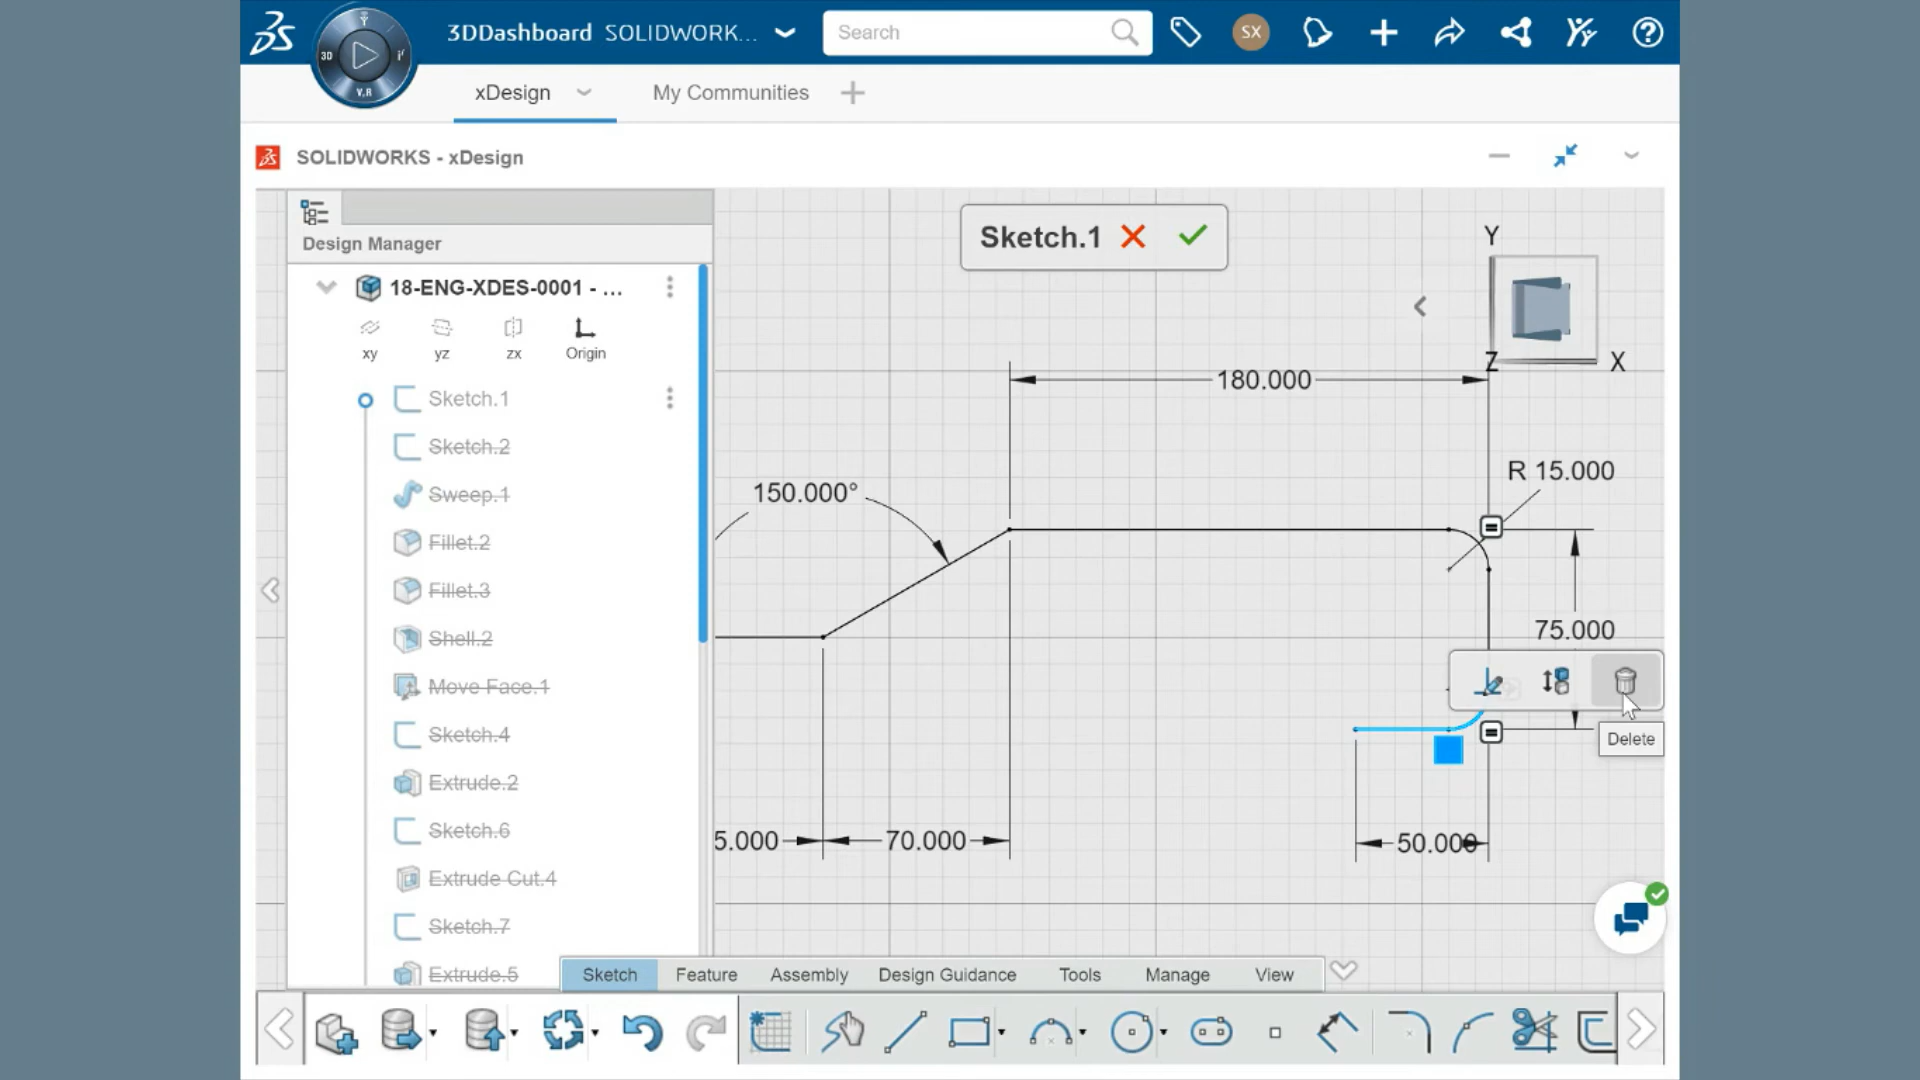 3DDashboard SOLIDWORK...
Search
SX
3D
V.R
xDesign
My Communities
SOLIDWORKS - xDesign
Design Manager
18-ENG-XDES-0001 - ...
xy yz zx Origin
Sketch.1
Sketch.2
Sweep.1
Fillet.2
Fillet.3
Shell.2
Move Face.1
Sketch.4
Extrude.2
Sketch.6
Extrude Cut.4
Sketch.7
Extrude.5
Sketch.1
Y
Z
X
180.000
R 15.000
150.000°
75.000
Delete
5.000
70.000
50.000
Sketch Feature Assembly Design Guidance Tools Manage View